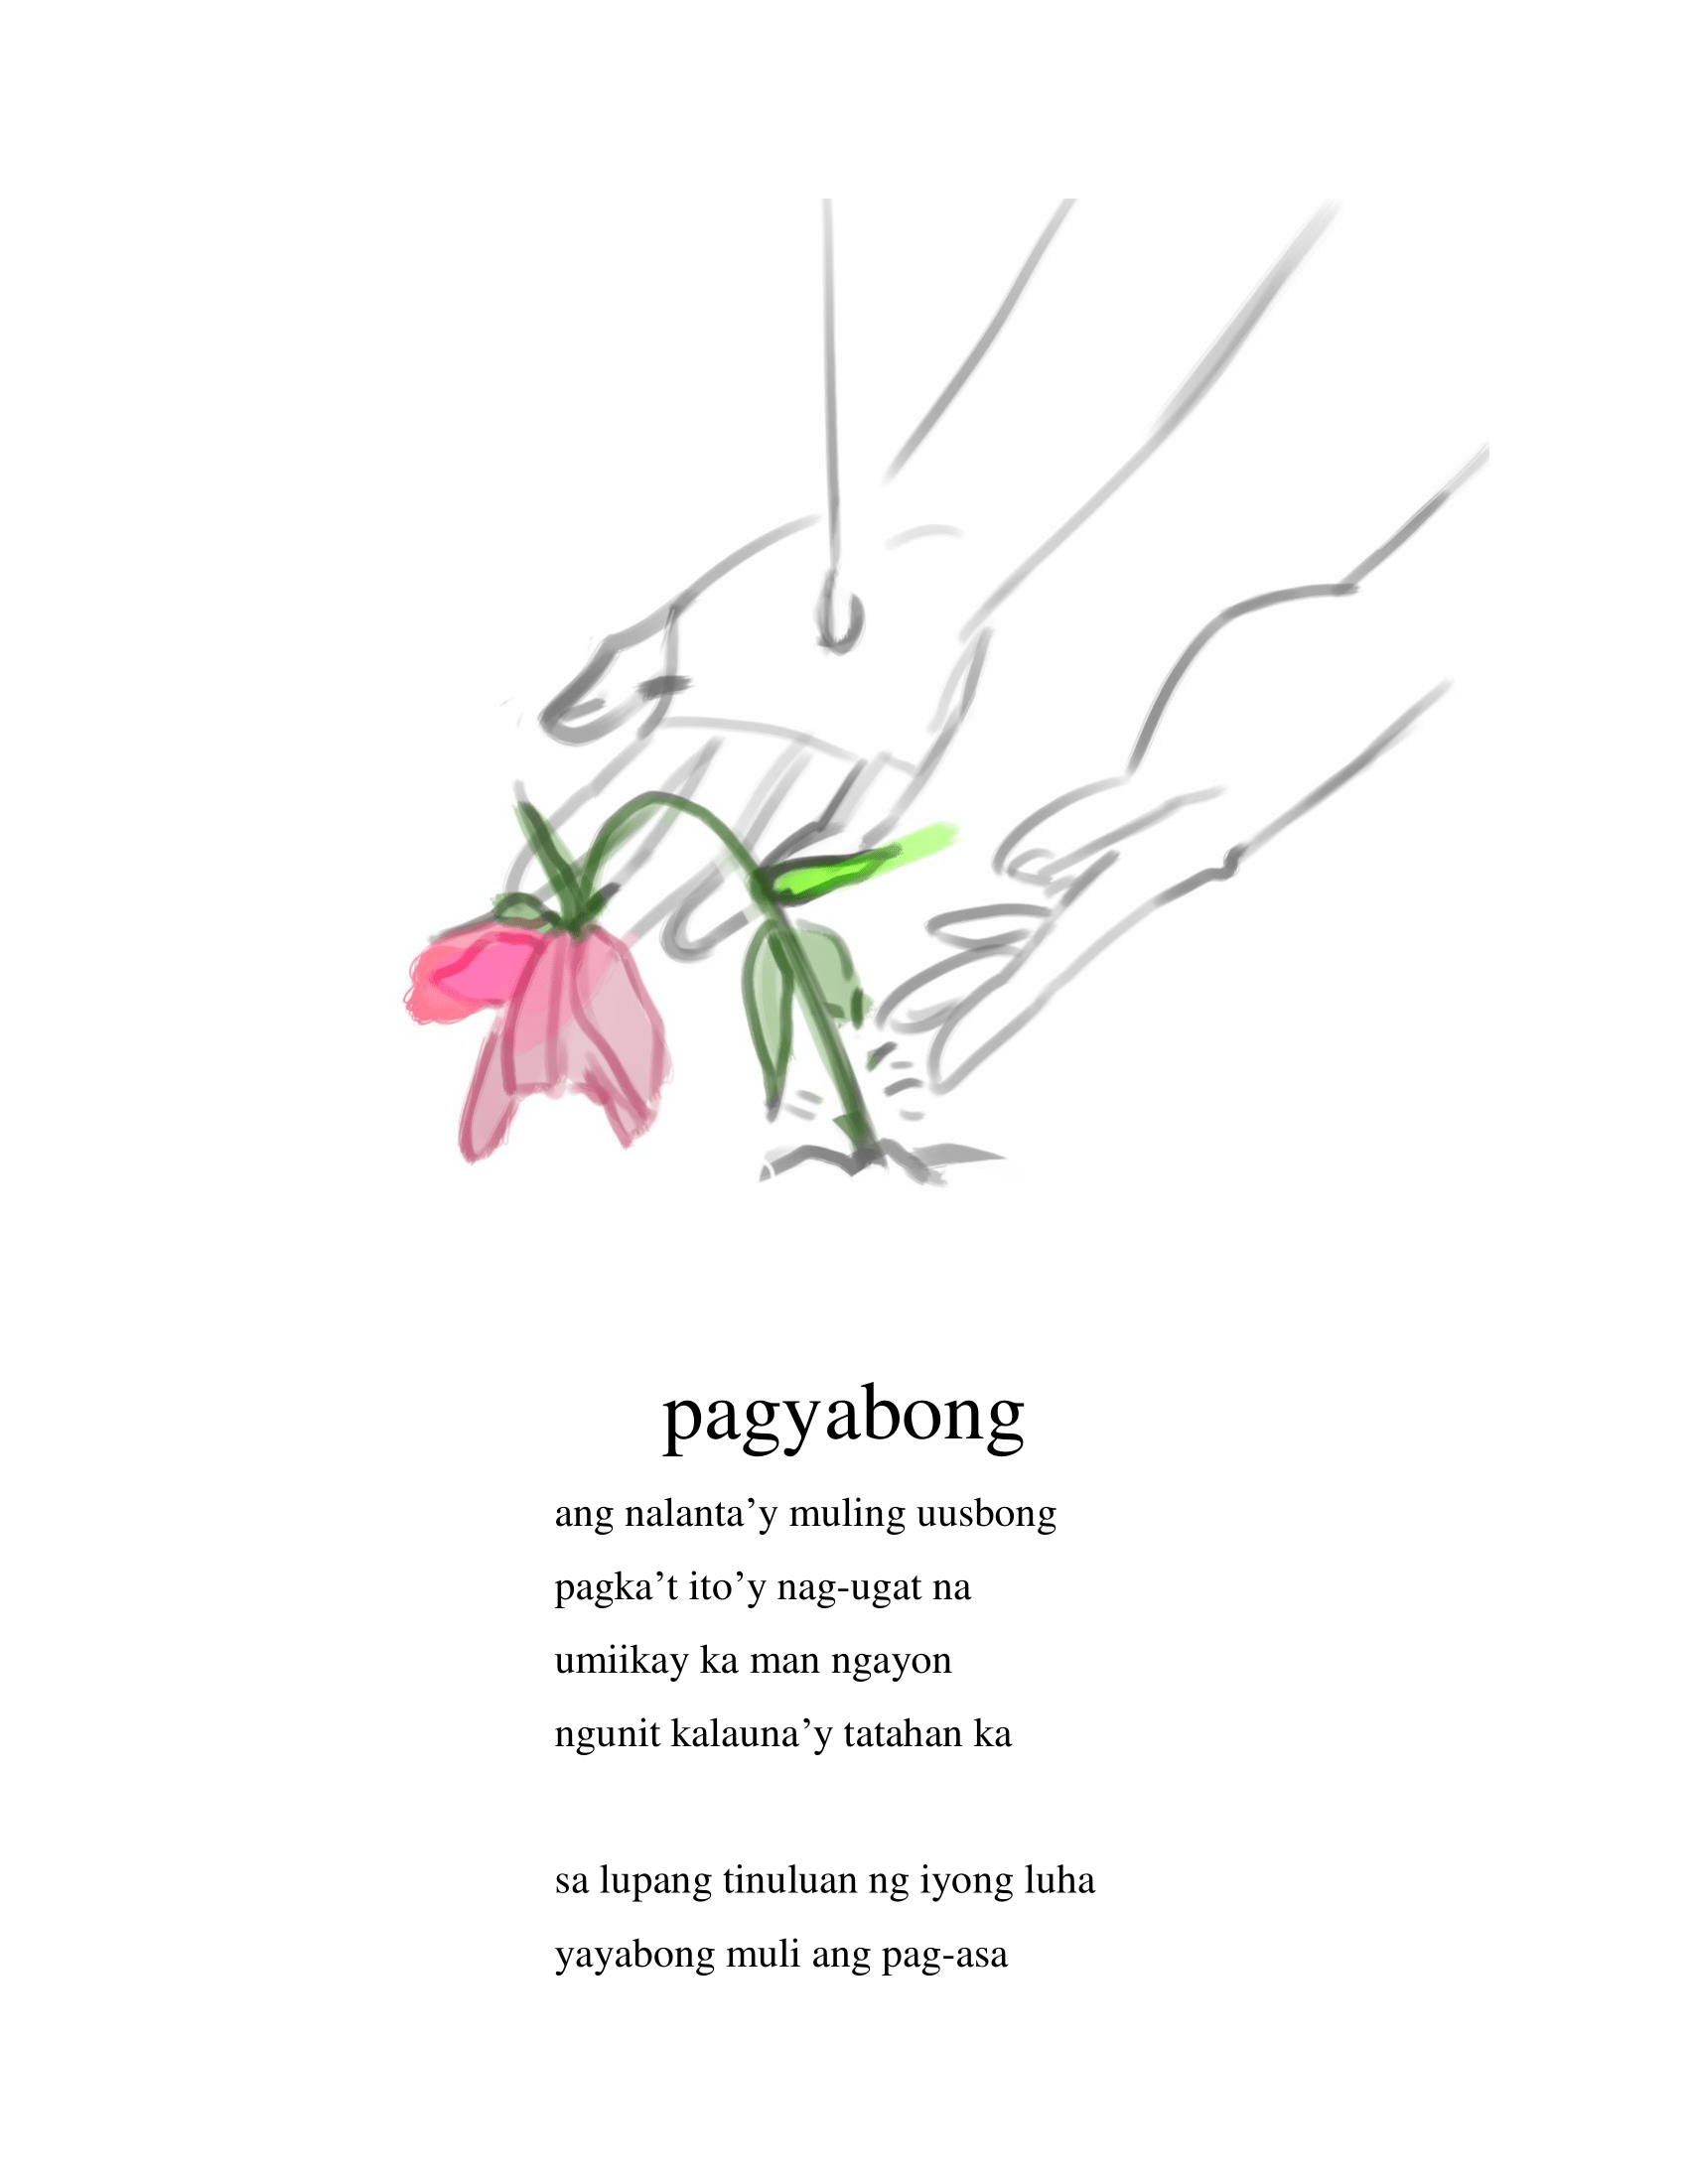 pagyabong
ang nalanta’y muling uusbong
pagka’t ito’y nag-ugat na
umiikay ka man ngayon
ngunit kalauna’y tatahan ka
sa lupang tinuluan ng iyong luha
yayabong muli ang pag-asa